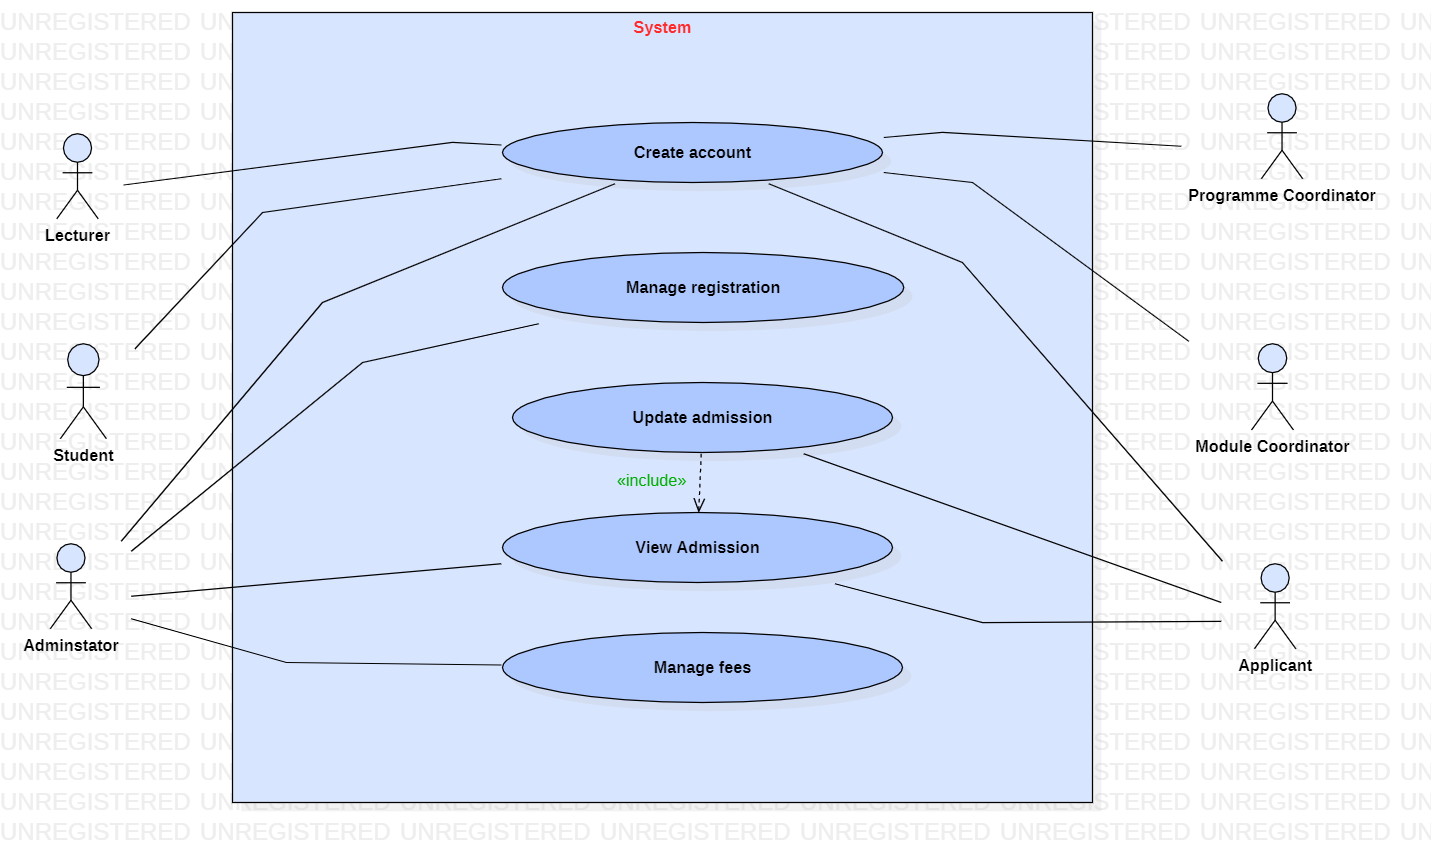 System
Create account
Lecturer
Programme Coordinator
Manage registration
Student
Update admission
Module Coordinator
«include»
View Admission
Adminstator
Applicant
Manage fees
UNREGISTERED UNREGISTERED UNREGISTERED UNREGISTERED UNREGISTERED UNREGISTERED UNREGISTERED UN